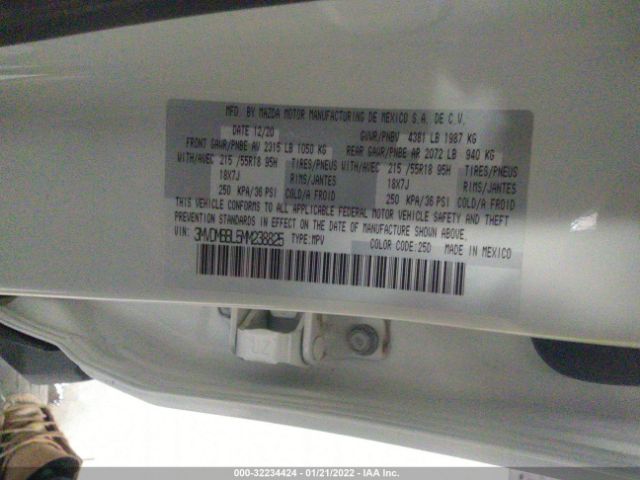 MFD. BY MAZDA MOTOR MANUFACTURING DE MEXICO S.A. DE C.V.
DATE 12/20 GVWR/PNBV 4381 LB 1987 KG
FRONT GAWR/PNBE AV 2315 LB 1050 KG REAR GAWR/PNBE AR 2072 LB 940 KG
WITH/AVEC 215/55R18 95H TIRES/PNEUS WITH/AVEC 215/55R18 95H TIRES/PNEUS
18X7J RIMS/JANTES 18X7J RIMS/JANTES
250 KPA/36 PSI COLD/A FROID 250 KPA/36 PSI COLD/A FROID
THIS VEHICLE CONFORMS TO ALL APPLICABLE FEDERAL MOTOR VEHICLE SAFETY AND THEFT
PREVENTION STANDARDS IN EFFECT ON THE DATE OF MANUFACTURE SHOWN ABOVE.
VIN: 3MVDMBBL5MM238825 TYPE:MPV COLOR CODE:25D MADE IN MEXICO
000-32234424 - 01/21/2022 - IAA Inc.